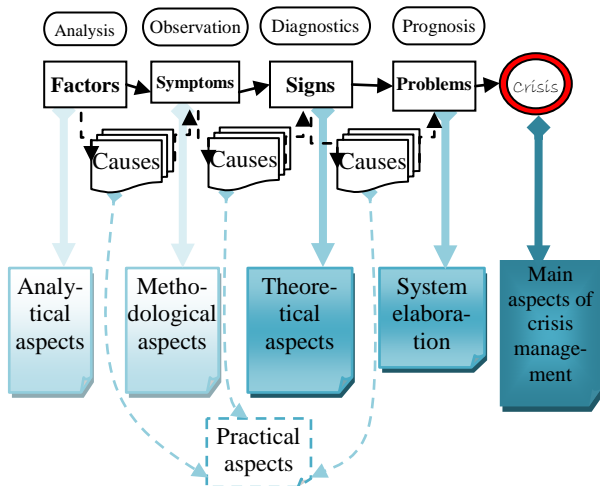 Analysis
Observation
Diagnostics
Prognosis
Factors
Symptoms
Signs
Problems
Crisis
Causes
Causes
Causes
Analy-
tical
aspects
Metho-
dological
aspects
Theore-
tical
aspects
System
elabora-
tion
Main
aspects of
crisis
manage-
ment
Practical
aspects